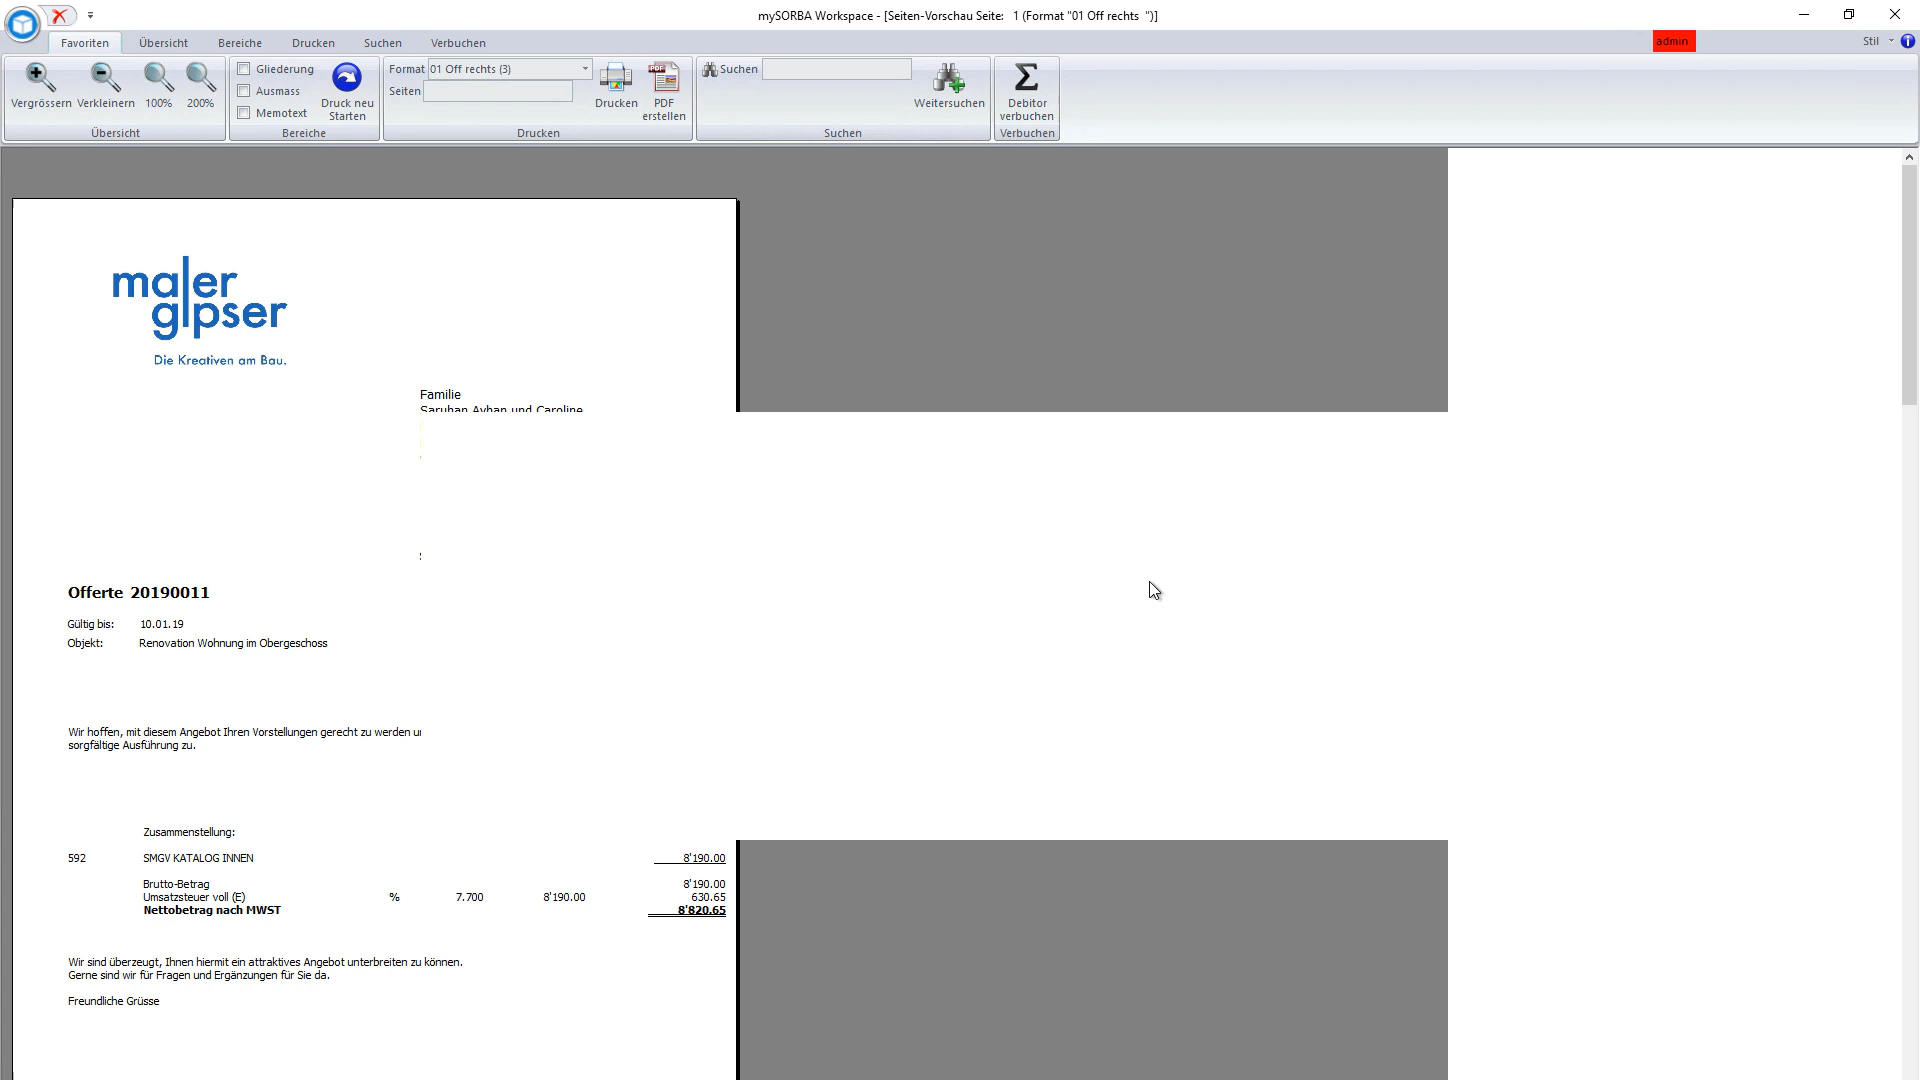 mySORBA Workspace - [Seiten-Vorschau Seite: 1 (Format "01 Off rechts ")]
Favoriten Übersicht Bereiche Drucken Suchen Verbuchen admin Stil
Vergrössern Verkleinern 100% 200%
Übersicht
Gliederung
Ausmass
Memotext
Druck neu
Starten
Bereiche
Format 01 Off rechts (3)
Seiten
Drucken
PDF
erstellen
Drucken
Suchen
Weitersuchen
Suchen
Debitor
verbuchen
Verbuchen
maler
gipser
Die Kreativen am Bau.
Familie
Saruhan Ayhan und Caroline
Offerte 20190011
Gültig bis: 10.01.19
Objekt: Renovation Wohnung im Obergeschoss
Wir hoffen, mit diesem Angebot Ihren Vorstellungen gerecht zu werden
sorgfältige Ausführung zu.
Zusammenstellung:
592 SMGV KATALOG INNEN 8'190.00
Brutto-Betrag 8'190.00
Umsatzsteuer voll (E) % 7.700 8'190.00 630.65
Nettobetrag nach MWST 8'820.65
Wir sind überzeugt, Ihnen hiermit ein attraktives Angebot unterbreiten zu können.
Gerne sind wir für Fragen und Ergänzungen für Sie da.
Freundliche Grüsse